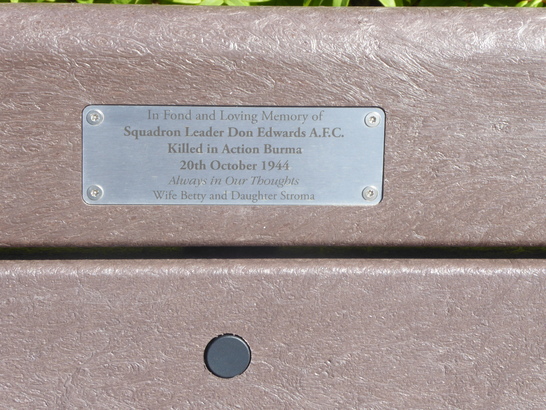 In Fond and Loving Memory of
Squadron Leader Don Edwards A.F.C.
Killed in Action Burma
20th October 1944
Always in Our Thoughts
Wife Betty and Daughter Stroma